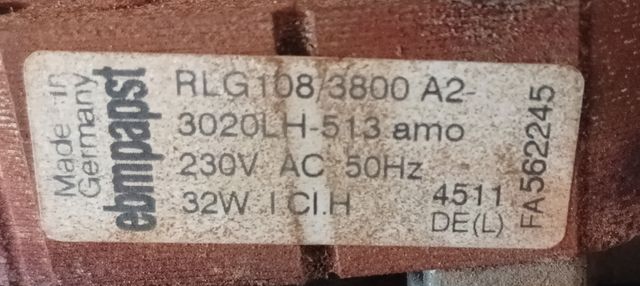 Made in
Germany
ebmpapst
RLG108/3800 A2-
3020LH-513 amo
230V AC 50Hz
32W I Cl.H
4511
DE(L)
FA562245